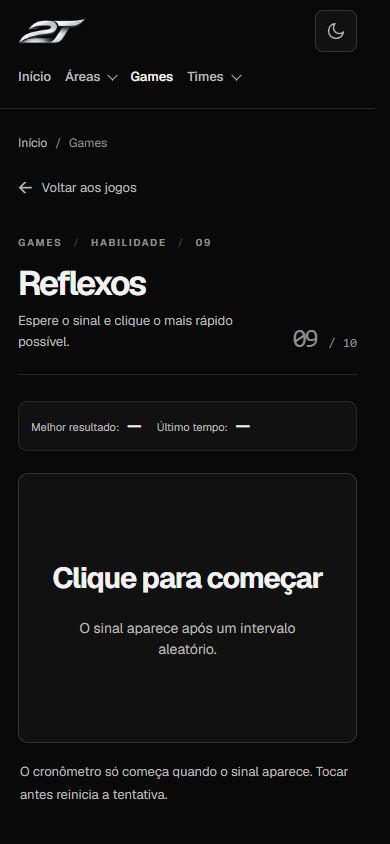 2T
Início Áreas Games Times
Início / Games
← Voltar aos jogos
GAMES / HABILIDADE / 09
Reflexos
Espere o sinal e clique o mais rápido
possível.
09 / 10
Melhor resultado: — Último tempo: —
Clique para começar
O sinal aparece após um intervalo
aleatório.
O cronômetro só começa quando o sinal aparece. Tocar
antes reinicia a tentativa.